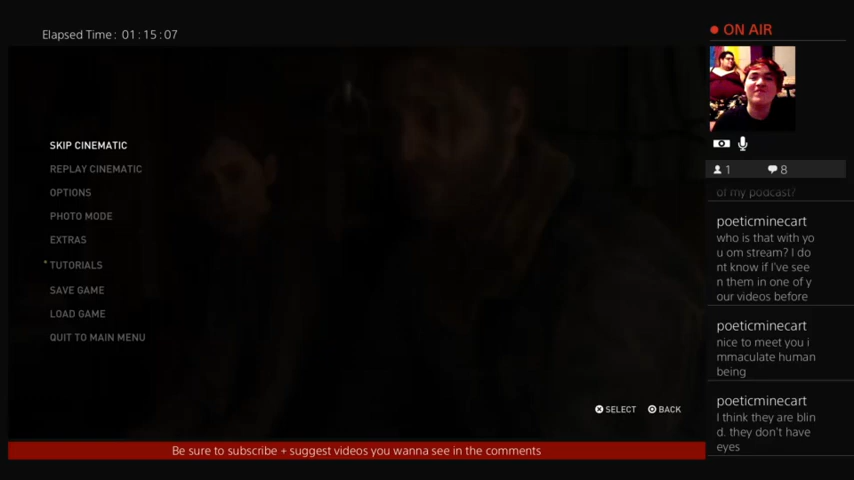 Elapsed Time: 01:15:07
ON AIR
SKIP CINEMATIC
REPLAY CINEMATIC
OPTIONS
PHOTO MODE
EXTRAS
TUTORIALS
SAVE GAME
LOAD GAME
QUIT TO MAIN MENU
SELECT BACK
Be sure to subscribe + suggest videos you wanna see in the comments
1 8
of my podcast?
poeticminecart
who is that with yo
u om stream? I do
nt know if I've see
n them in one of y
our videos before
poeticminecart
nice to meet you i
mmaculate human
being
poeticminecart
I think they are blin
d. they don't have
eyes